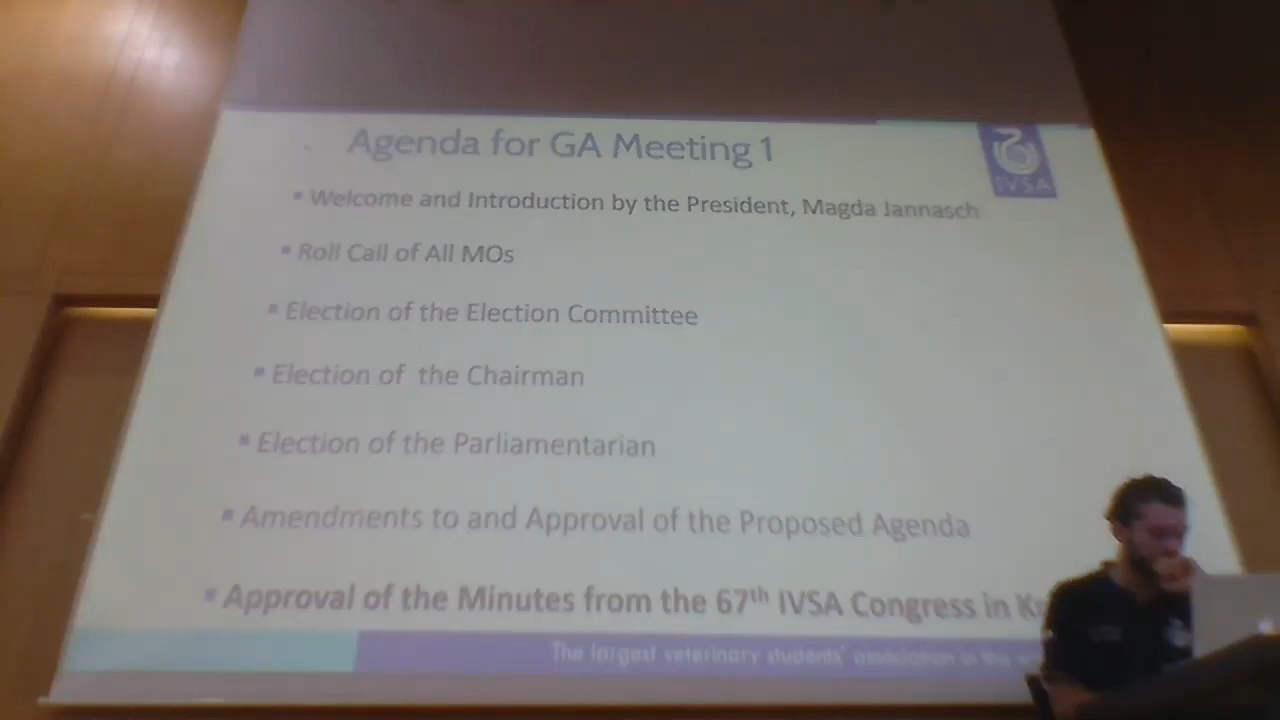 Agenda for GA Meeting 1
IVSA
▪ Welcome and Introduction by the President, Magda Jannasch
▪ Roll Call of All MOs
▪ Election of the Election Committee
▪ Election of the Chairman
▪ Election of the Parliamentarian
▪ Amendments to and Approval of the Proposed Agenda
▪ Approval of the Minutes from the 67th IVSA Congress in
The largest veterinary students' association in the